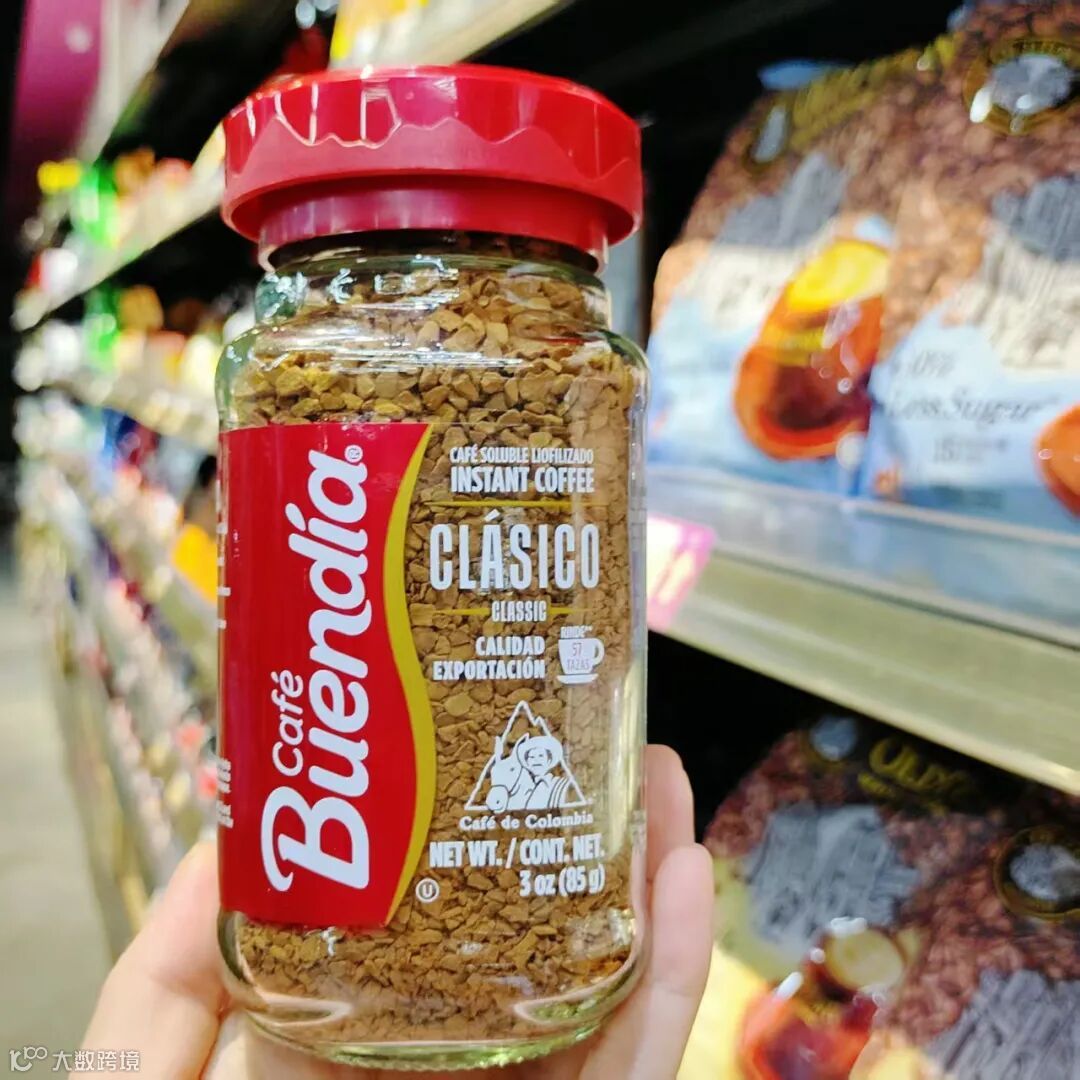 Café
Buendía®
CAFÉ SOLUBLE LIOFILIZADO
INSTANT COFFEE
CLÁSICO
CLASSIC
CALIDAD
EXPORTACIÓN
RINDE**
57
TAZAS
Café de Colombia
NET WT. / CONT. NET.
3 oz (85 g)
U
Less Sugar
OLD
大数跨境